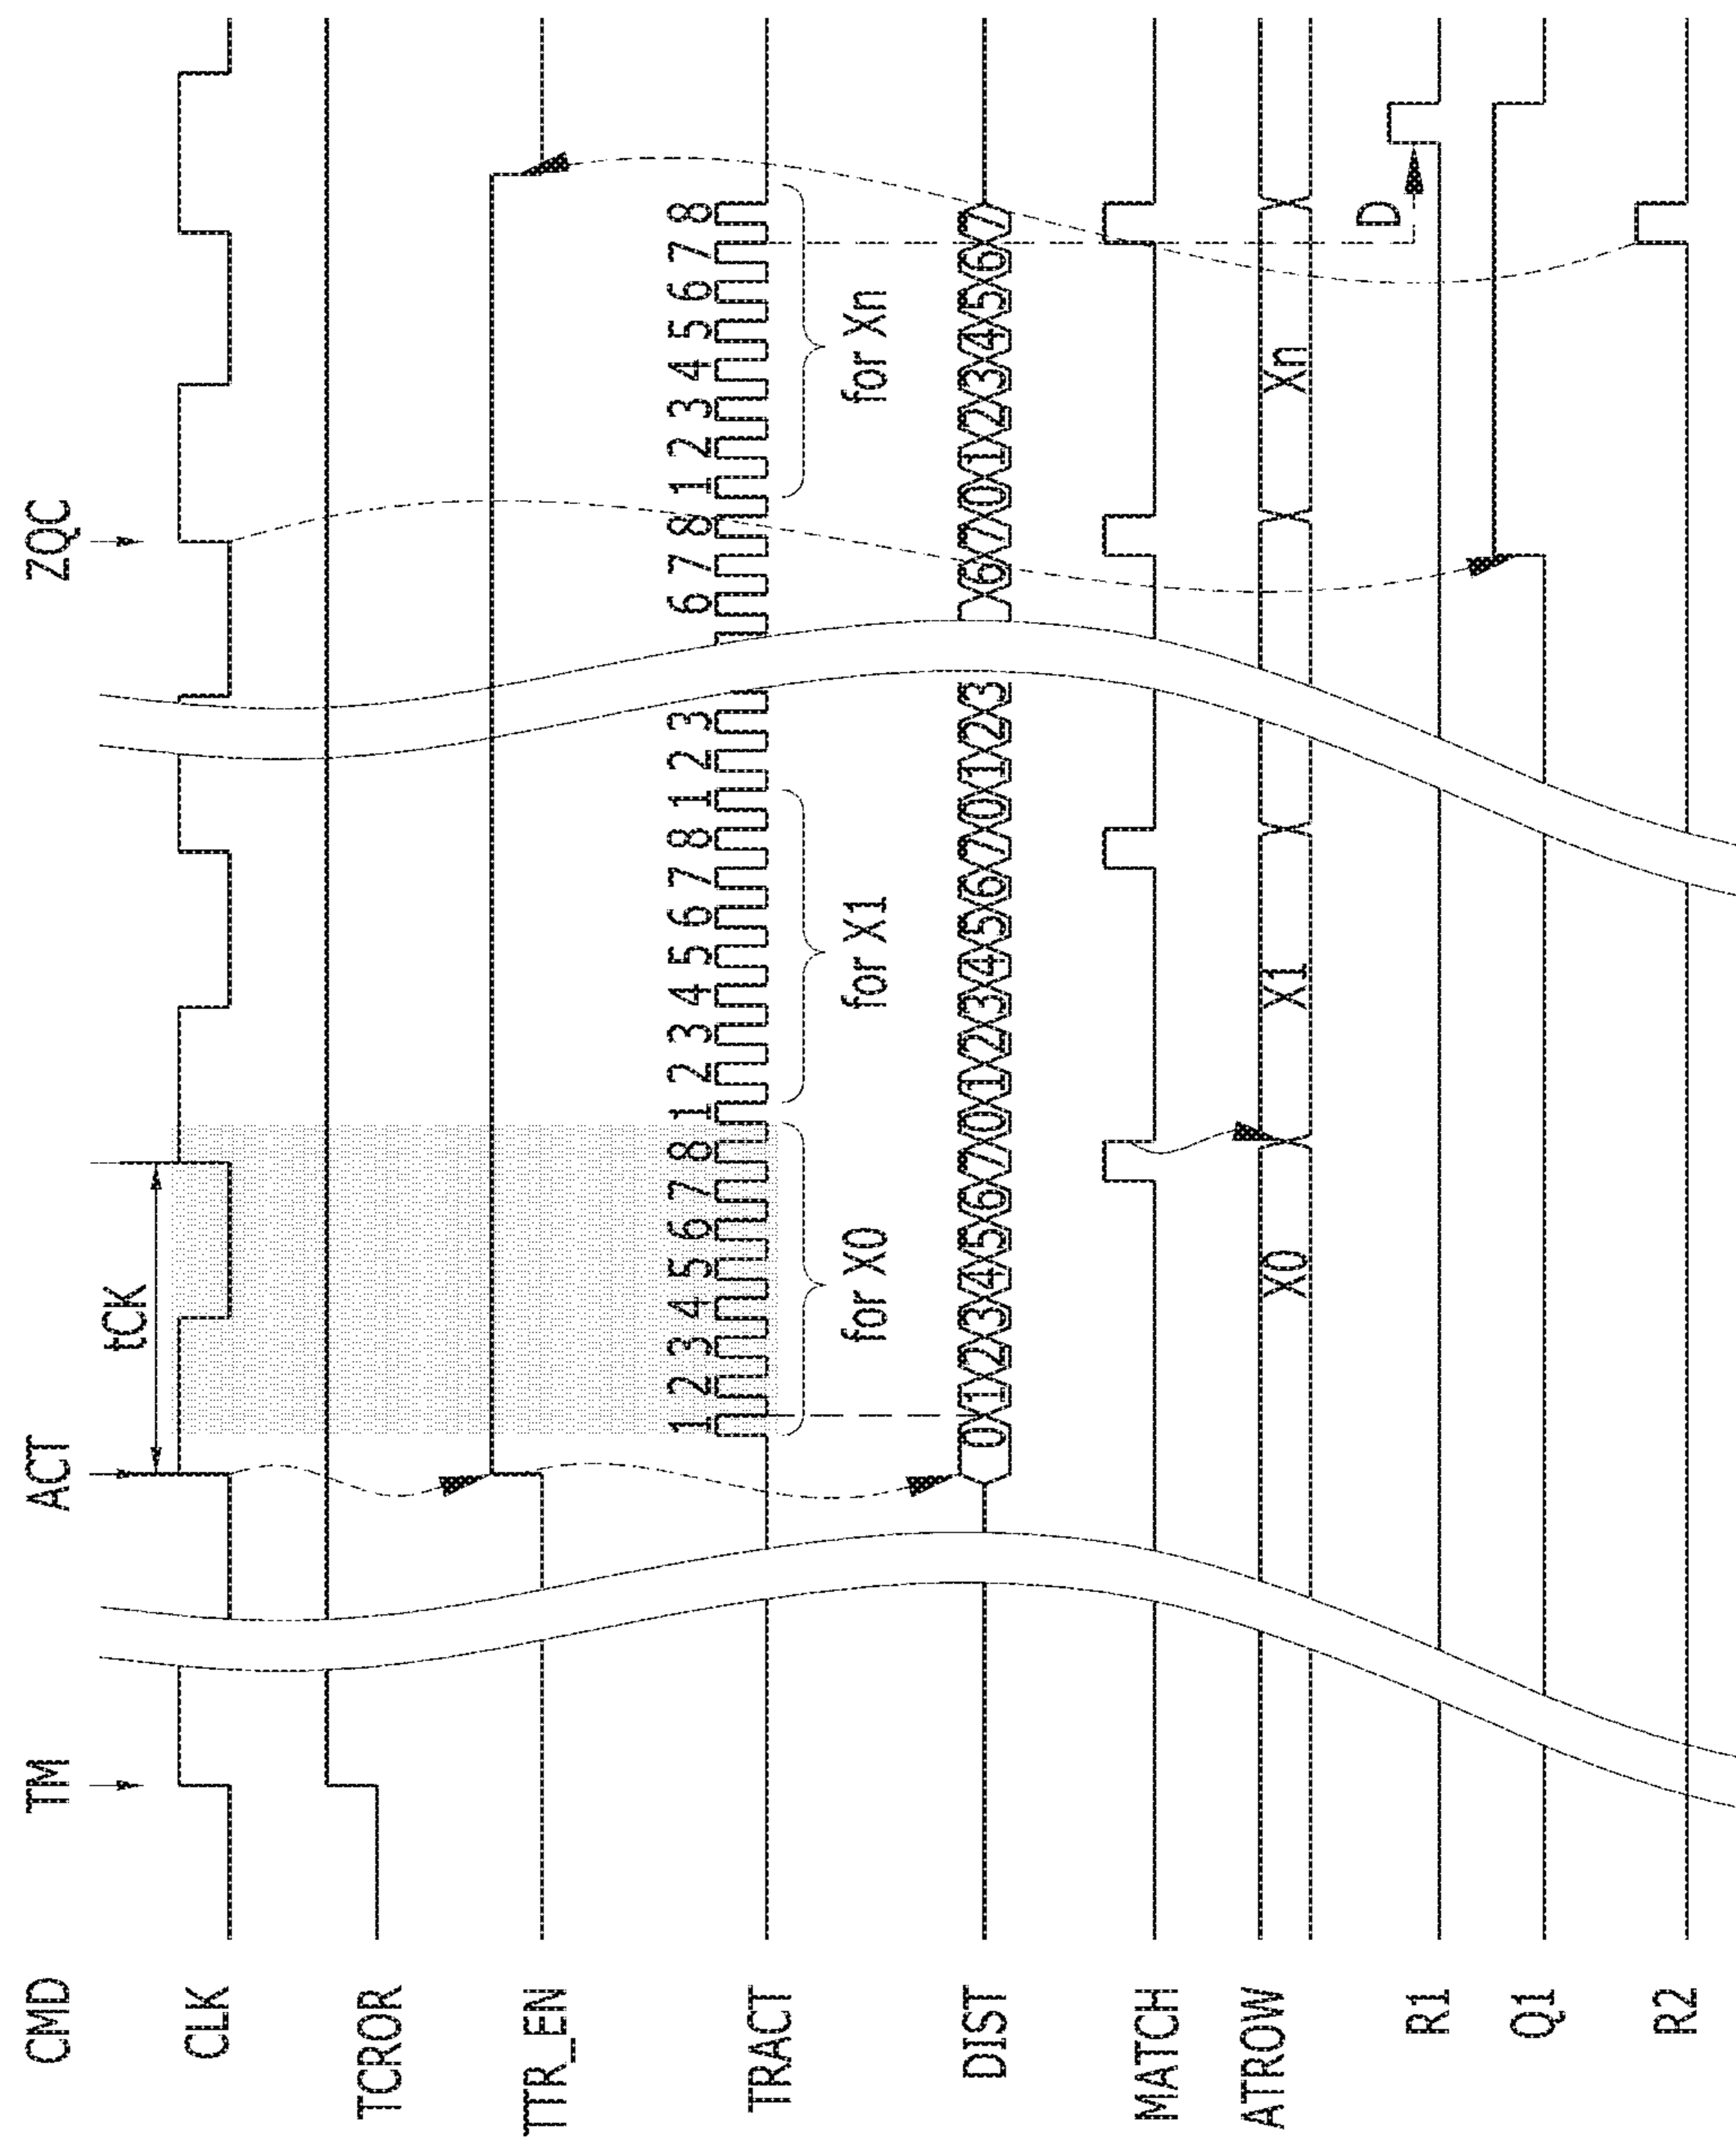 CMD TM ACT ZQC
tCK
CLK
TCROR
TTR_EN
1 2 3 4 5 6 7 8 1 2 3 4 5 6 7 8 1 2 3 6 7 8 1 2 3 4 5 6 7 8
TRACT
for X0 for X1 for Xn
DIST 0 1 2 3 4 5 6 7 0 1 2 3 4 5 6 7 0 1 2 3 6 7 0 1 2 3 4 5 6 7
MATCH
ATROW X0 X1 Xn
D
R1
Q1
R2